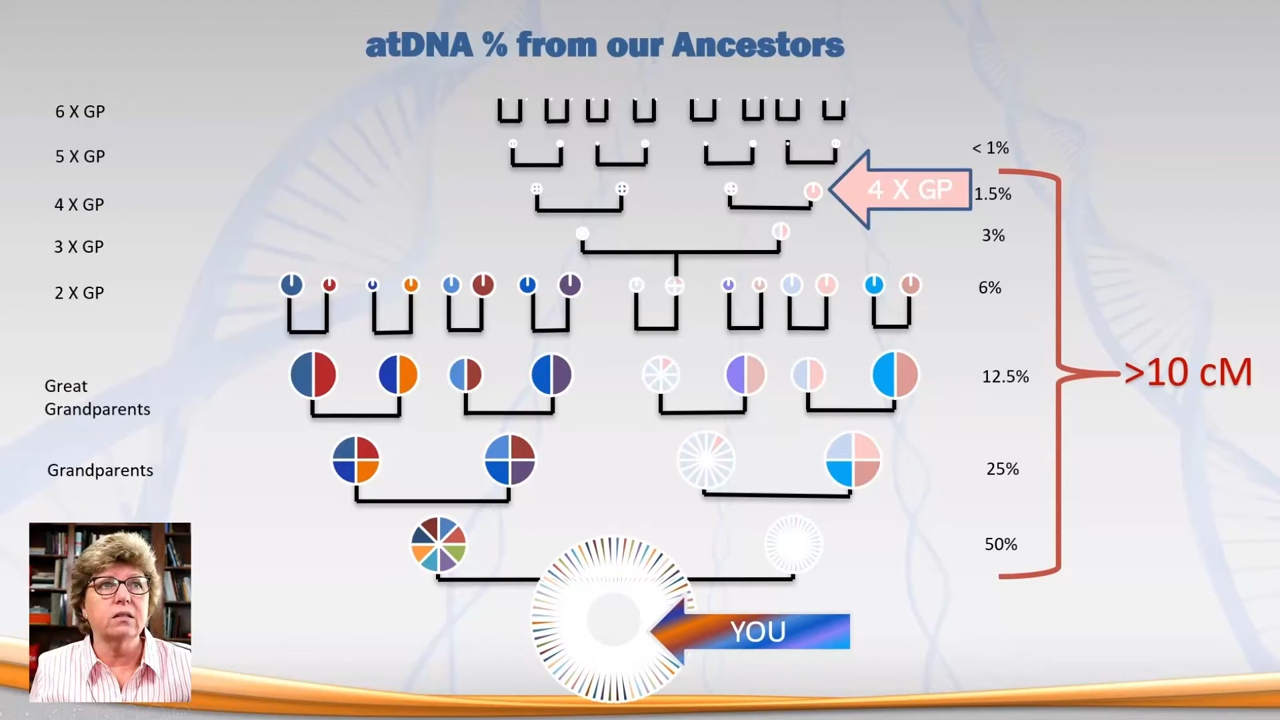 atDNA % from our Ancestors
6 X GP
5 X GP
< 1%
4 X GP
4 X GP
1.5%
3 X GP
3%
2 X GP
6%
Great
Grandparents
12.5%
>10 cM
Grandparents
25%
50%
YOU